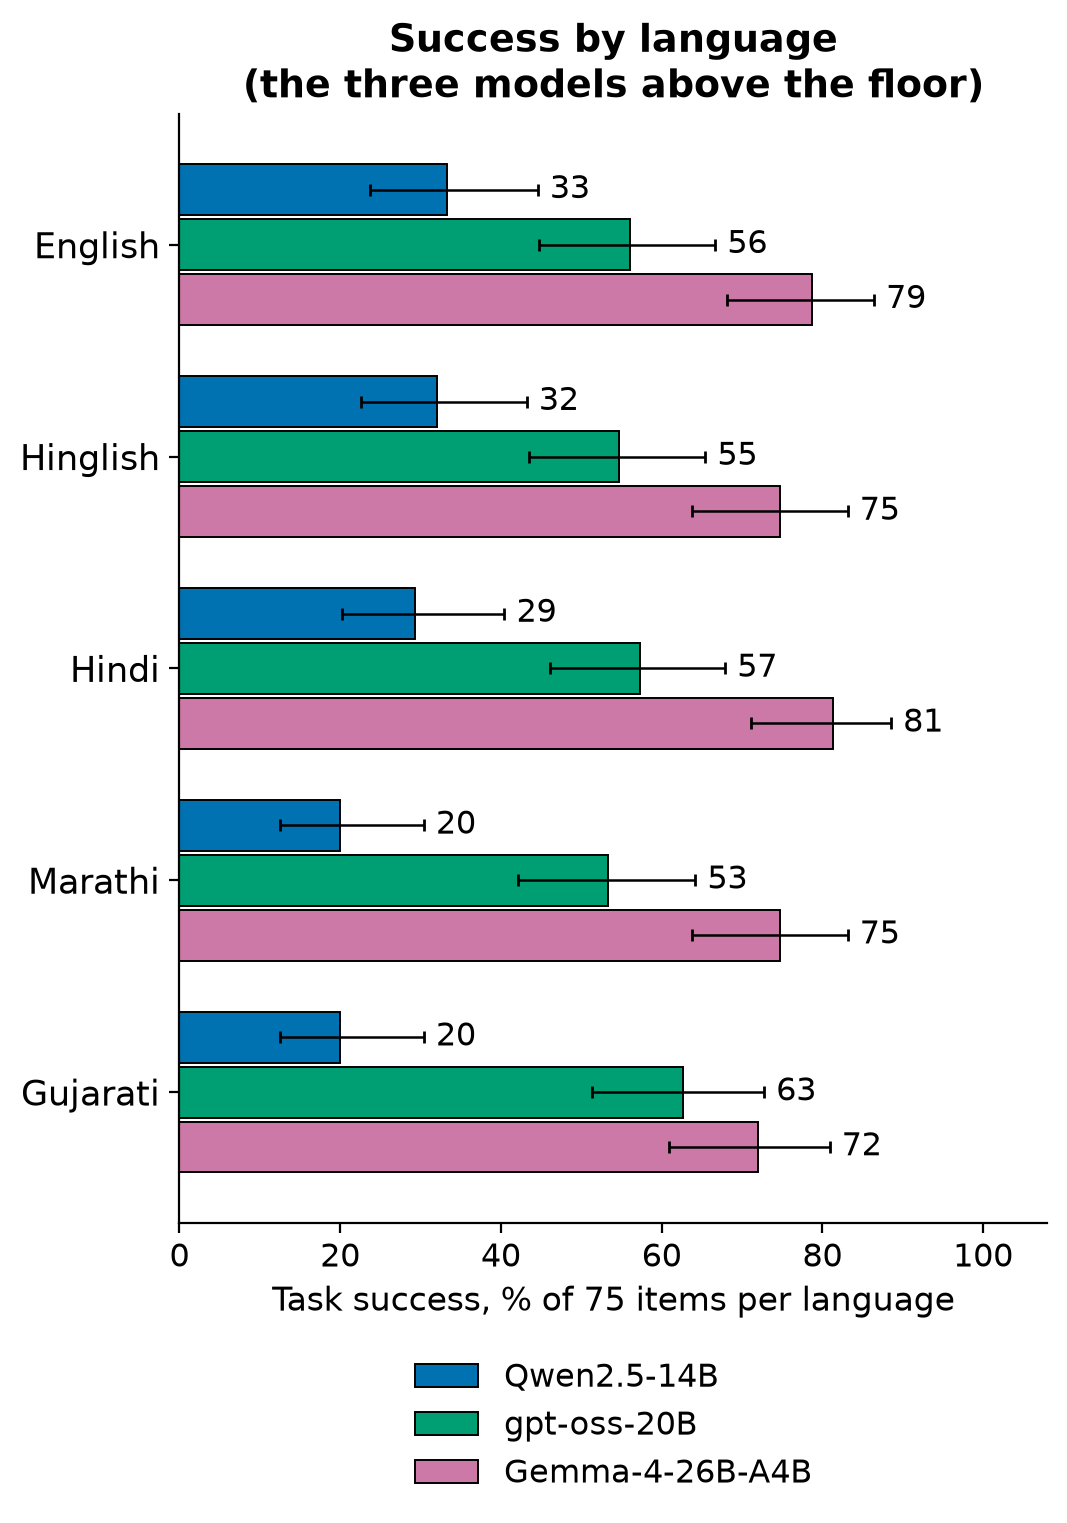 Success by language
(the three models above the floor)
English
33
56
79
Hinglish
32
55
75
Hindi
29
57
81
Marathi
20
53
75
Gujarati
20
63
72
0 20 40 60 80 100
Task success, % of 75 items per language
Qwen2.5-14B
gpt-oss-20B
Gemma-4-26B-A4B